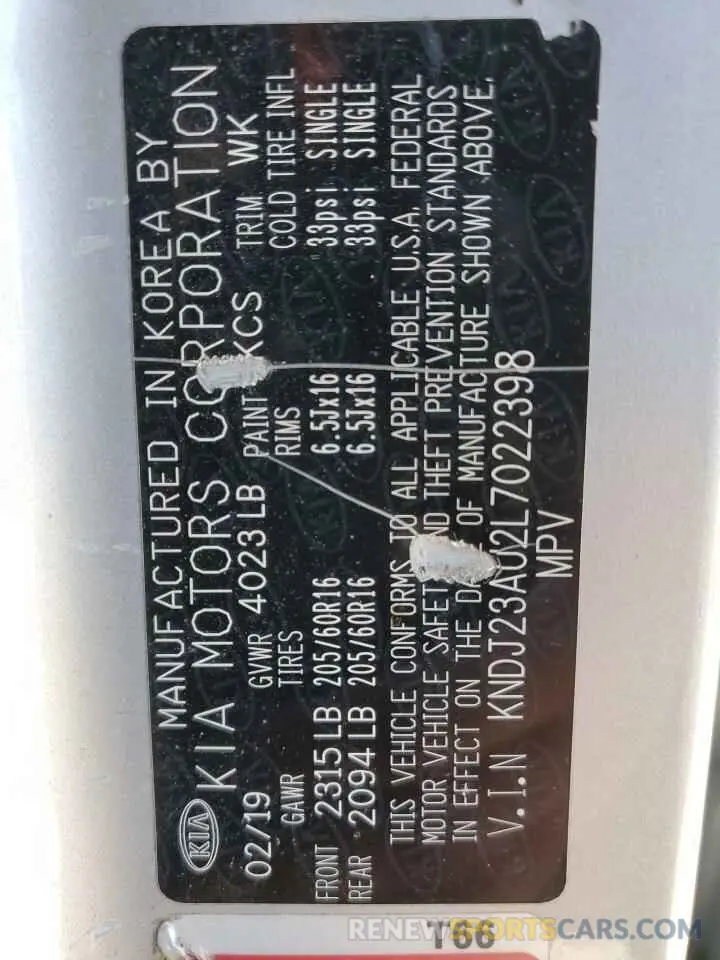 MANUFACTURED IN KOREA BY
KIA KIA MOTORS CORPORATION
02/19 GVWR 4023 LB PAINT KCS TRIM WK
GAWR TIRES RIMS COLD TIRE INFL
FRONT 2315 LB 205/60R16 6.5Jx16 33psi SINGLE
REAR 2094 LB 205/60R16 6.5Jx16 33psi SINGLE
THIS VEHICLE CONFORMS TO ALL APPLICABLE U.S.A. FEDERAL
MOTOR VEHICLE SAFET ND THEFT PREVENTION STANDARDS
IN EFFECT ON THE DA OF MANUFACTURE SHOWN ABOVE.
V.I.N KNDJ23AU2L7022398
MPV
T66
RENEWSPORTSCARS.COM